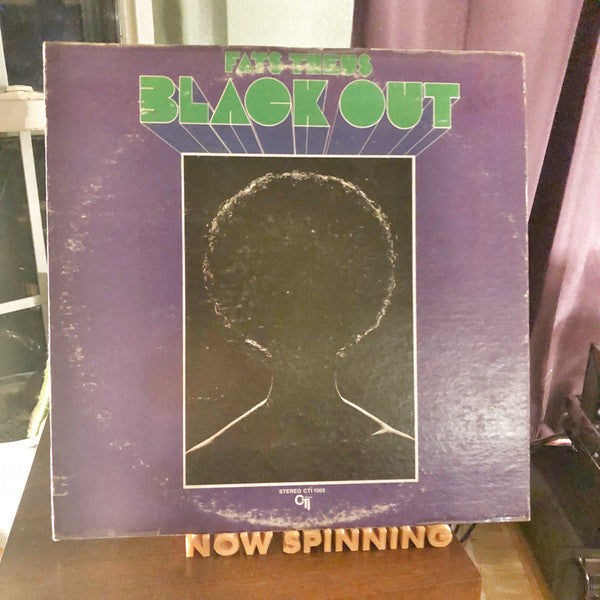 FATS THEUS
BLACK OUT
STEREO CTI 1005
CTi
NOW SPINNING